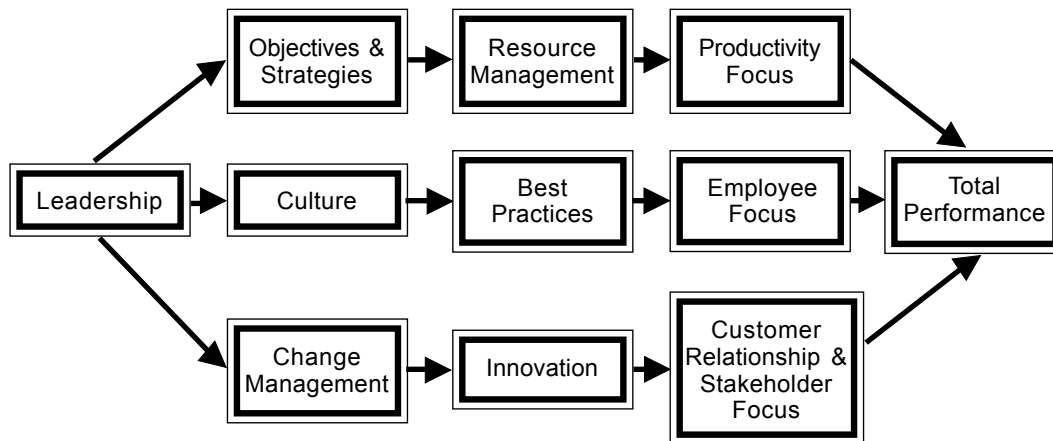 Objectives &
Strategies
Resource
Management
Productivity
Focus
Leadership
Culture
Best
Practices
Employee
Focus
Total
Performance
Change
Management
Innovation
Customer
Relationship &
Stakeholder
Focus